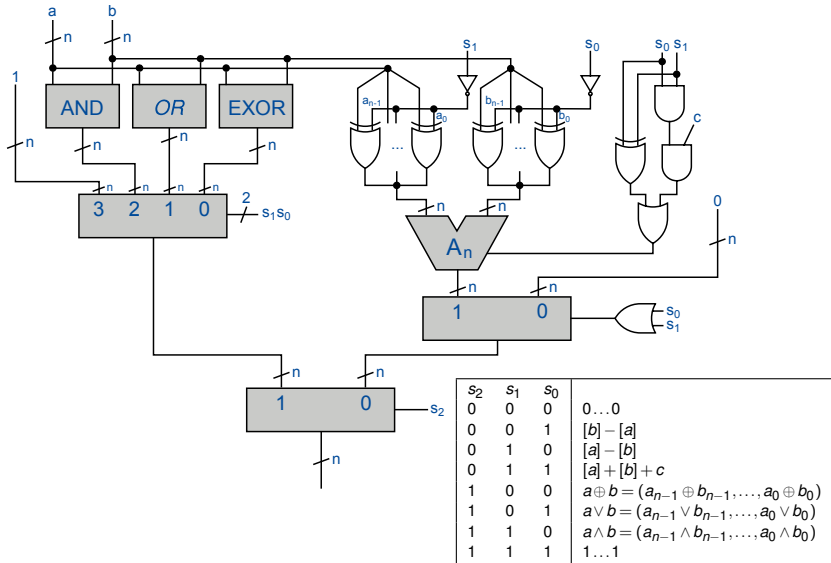 a b
n n
s₁ s₀ s₀ s₁
1
AND OR EXOR
aₙ₋₁ a₀ bₙ₋₁ b₀
c
n n n
... ...
n
n n n n
2
3 2 1 0
s₁s₀
0
n n
n
Aₙ
n n
1 0
s₀
s₁
n n
1 0
s₂
n
s₂ s₁ s₀
0 0 0 0…0
0 0 1 [b]−[a]
0 1 0 [a]−[b]
0 1 1 [a]+[b]+c
1 0 0 a⊕b=(aₙ₋₁⊕bₙ₋₁,…,a₀⊕b₀)
1 0 1 a∨b=(aₙ₋₁∨bₙ₋₁,…,a₀∨b₀)
1 1 0 a∧b=(aₙ₋₁∧bₙ₋₁,…,a₀∧b₀)
1 1 1 1…1